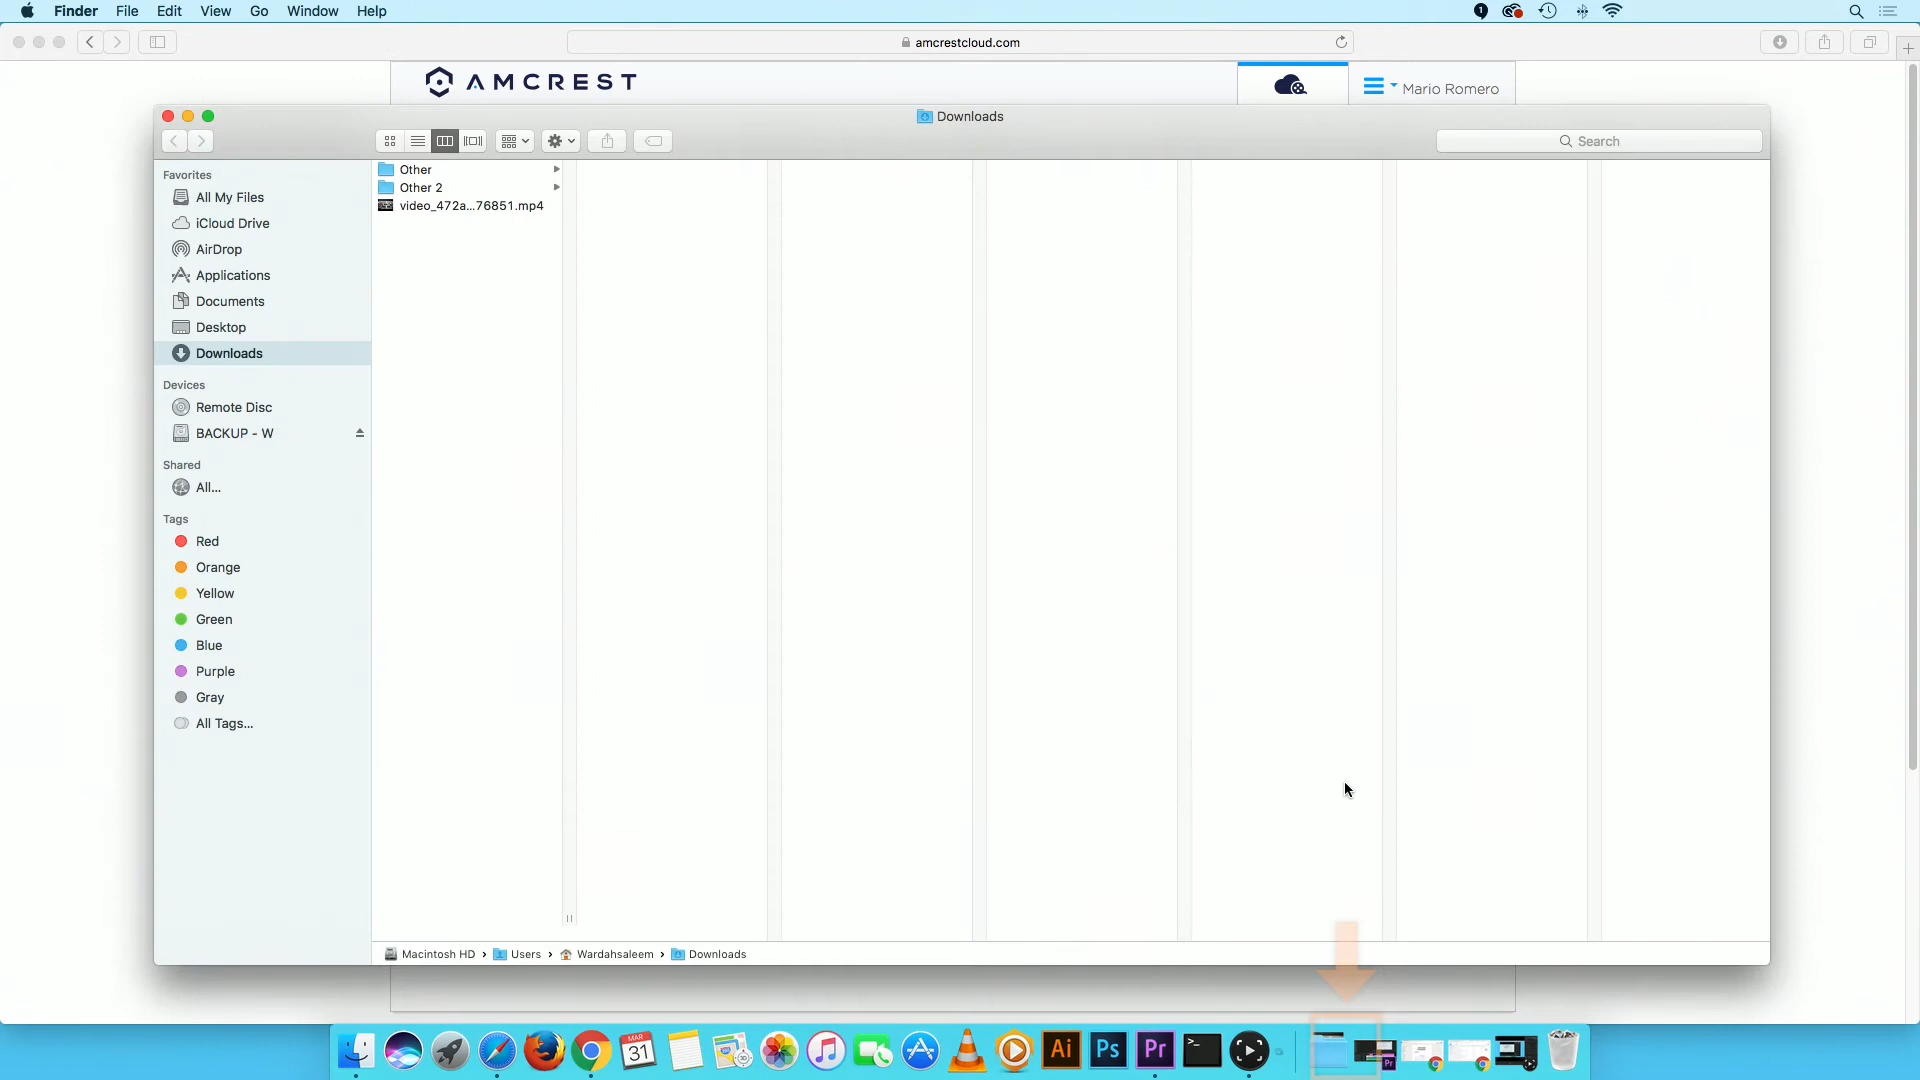 Finder File Edit View Go Window Help
amcrestcloud.com
AMCREST
Mario Romero
Downloads
Search
Favorites
All My Files
iCloud Drive
AirDrop
Applications
Documents
Desktop
Downloads
Devices
Remote Disc
BACKUP - W
Shared
All...
Tags
Red
Orange
Yellow
Green
Blue
Purple
Gray
All Tags...
Other
Other 2
video_472a...76851.mp4
Macintosh HD › Users › Wardahsaleem › Downloads
MAR
31
Ai
Ps
Pr
>_
Pr